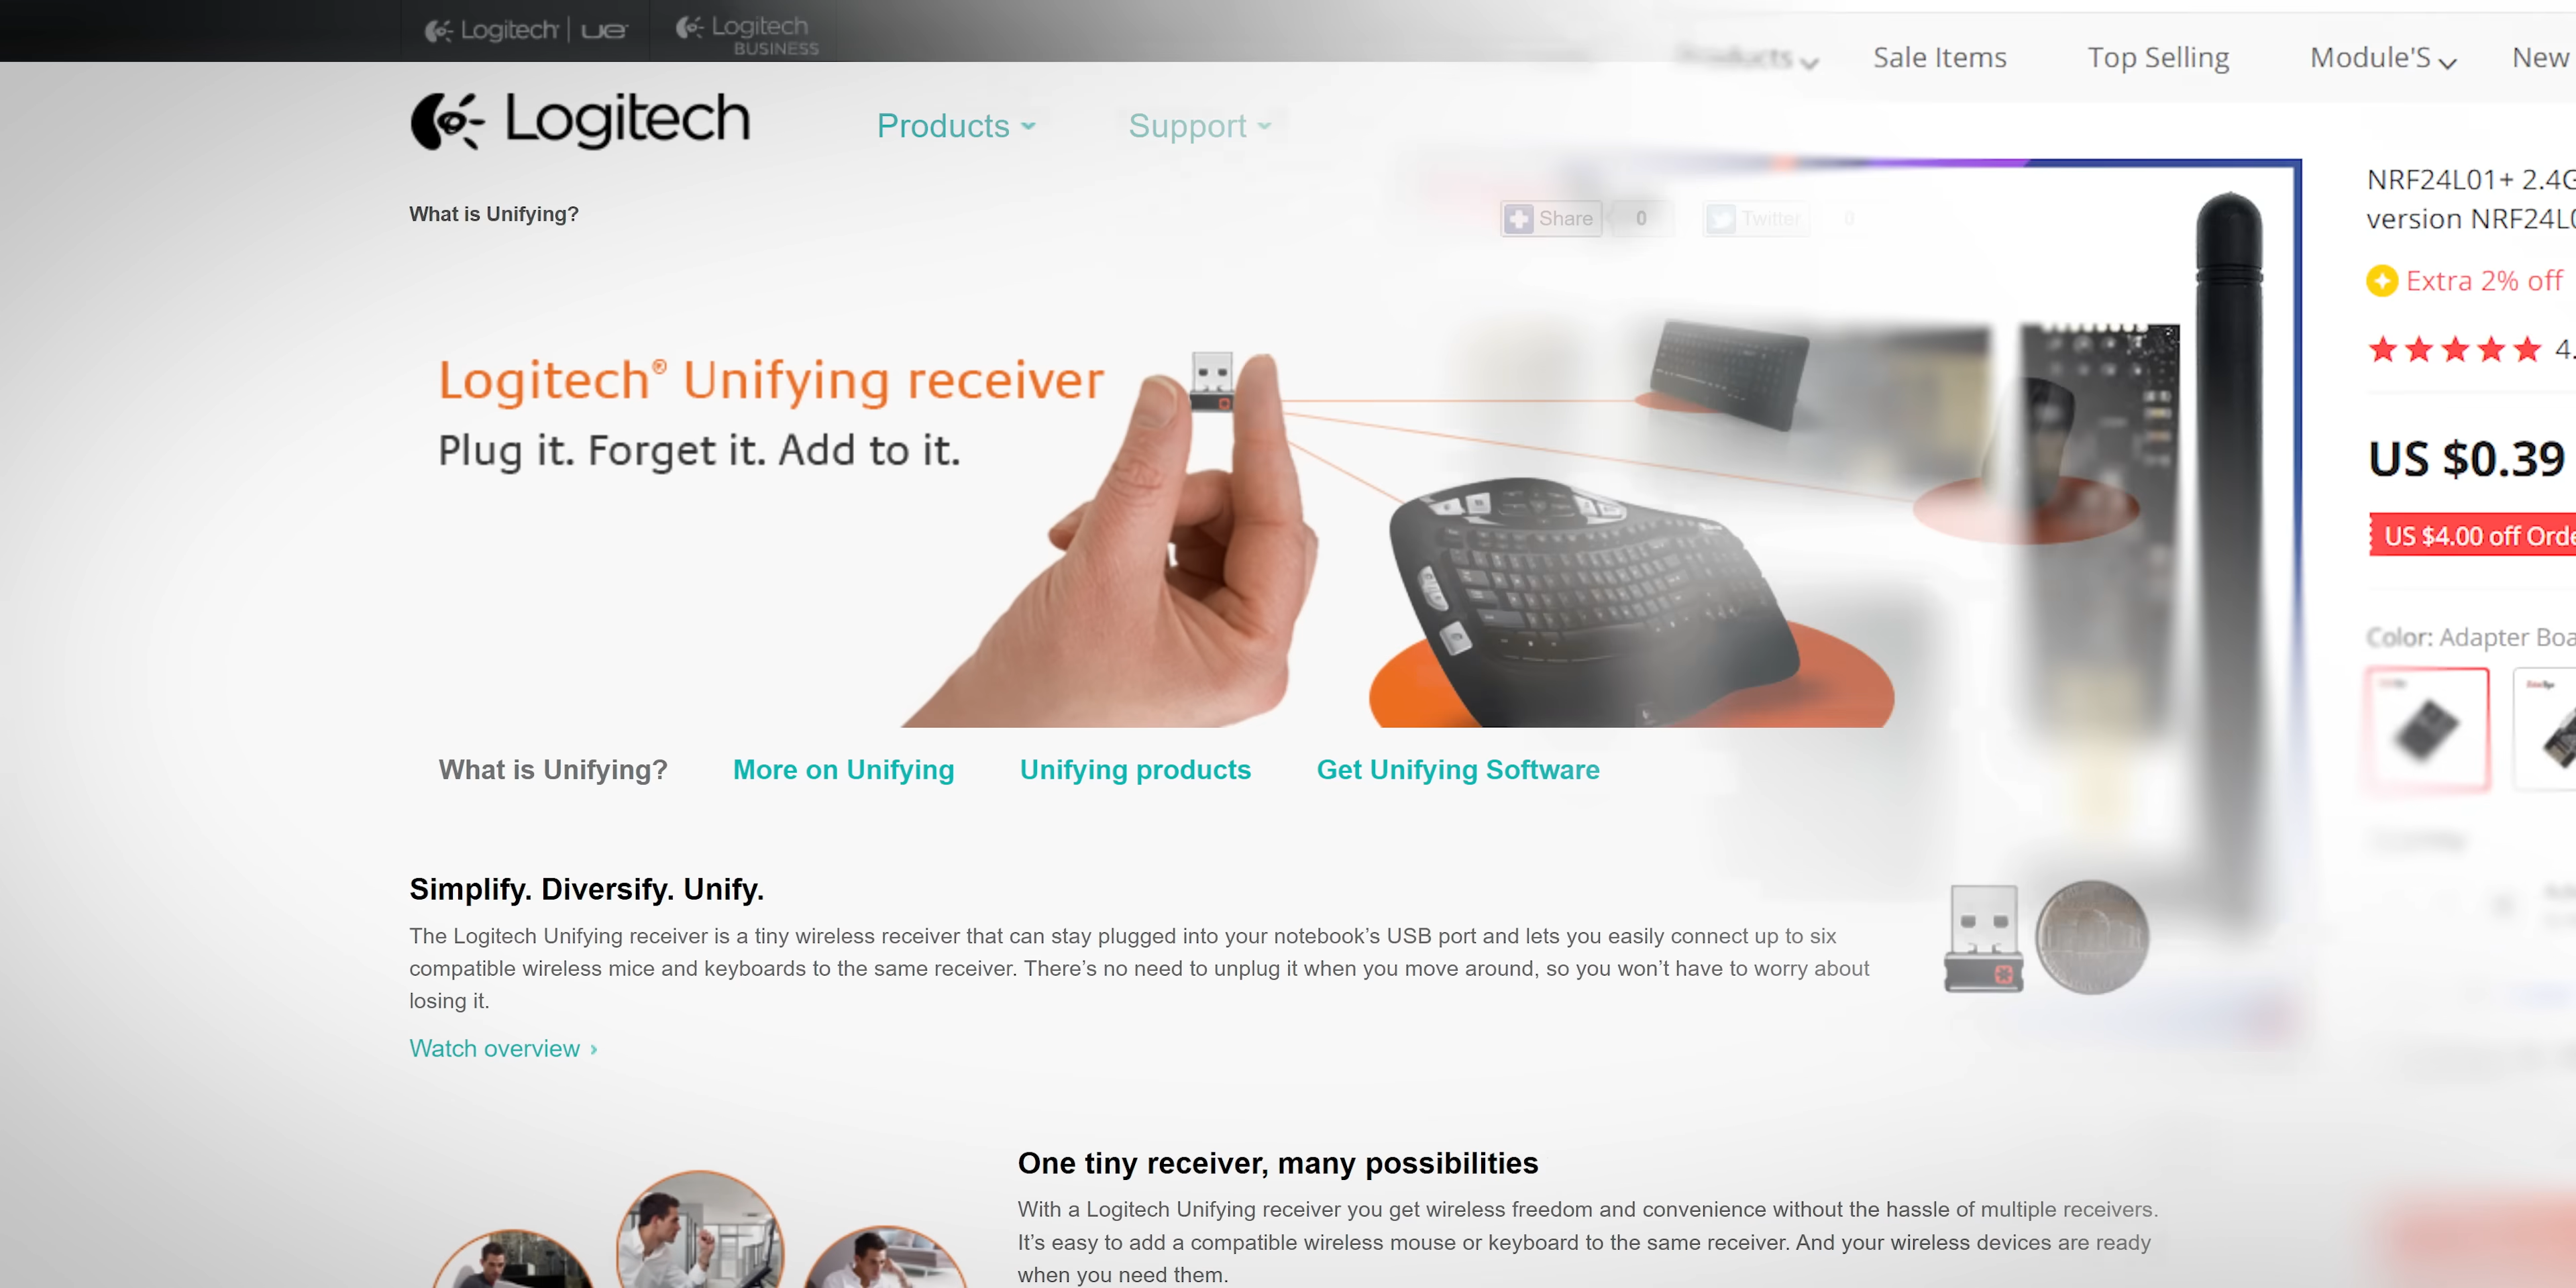 Logitech | UE
Logitech
BUSINESS
Products
Sale Items
Top Selling
Module'S
New
Logitech
Products
Support
What is Unifying?
Share
0
Twitter
0
NRF24L01+ 2.4G
version NRF24L0
Extra 2% off
4.
US $0.39
US $4.00 off Orde
Logitech® Unifying receiver
Plug it. Forget it. Add to it.
Color: Adapter Boa
What is Unifying?
More on Unifying
Unifying products
Get Unifying Software
Simplify. Diversify. Unify.
The Logitech Unifying receiver is a tiny wireless receiver that can stay plugged into your notebook’s USB port and lets you easily connect up to six
compatible wireless mice and keyboards to the same receiver. There’s no need to unplug it when you move around, so you won’t have to worry about
losing it.
Watch overview ›
One tiny receiver, many possibilities
With a Logitech Unifying receiver you get wireless freedom and convenience without the hassle of multiple receivers.
It’s easy to add a compatible wireless mouse or keyboard to the same receiver. And your wireless devices are ready
when you need them.